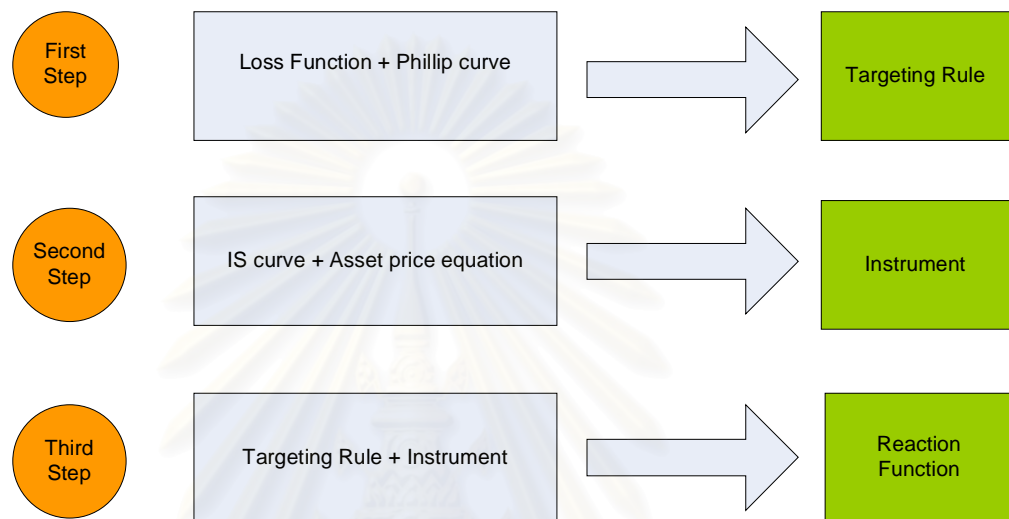 First
Step
Loss Function + Phillip curve
Targeting Rule
Second
Step
IS curve + Asset price equation
Instrument
Third
Step
Targeting Rule + Instrument
Reaction
Function